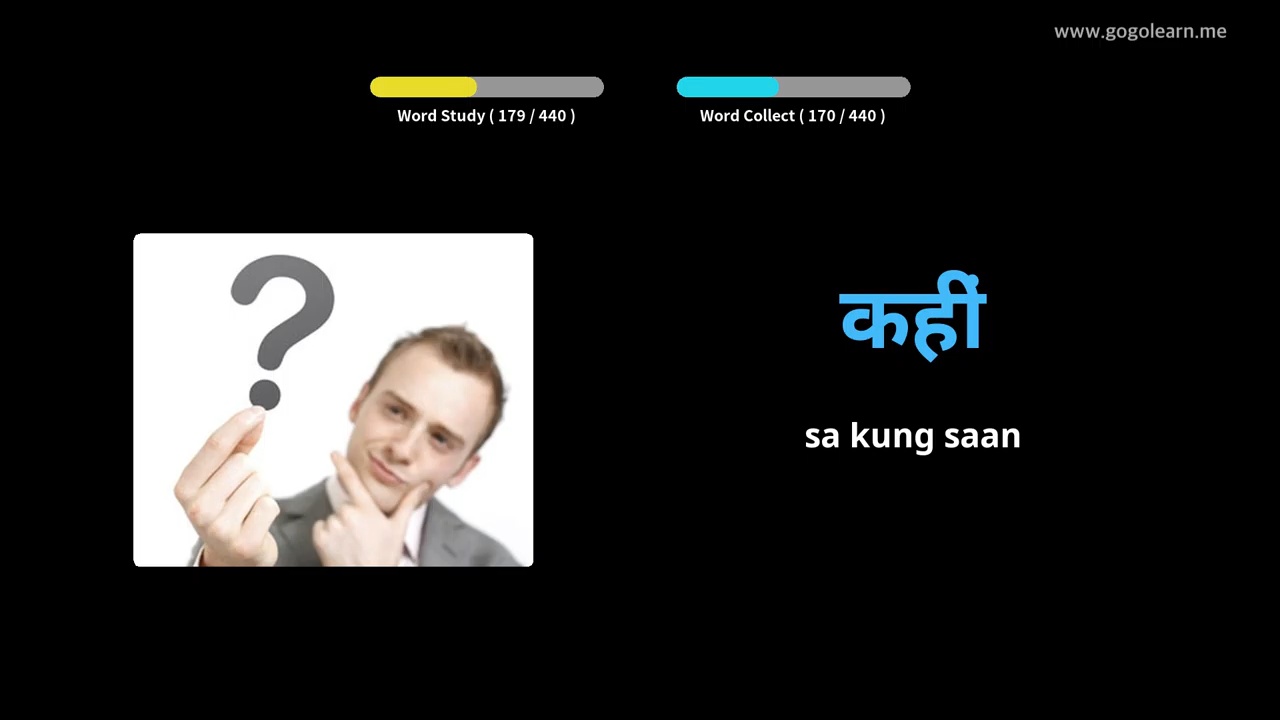 www.gogolearn.me
Word Study ( 179 / 440 )
Word Collect ( 170 / 440 )
कहीं
sa kung saan